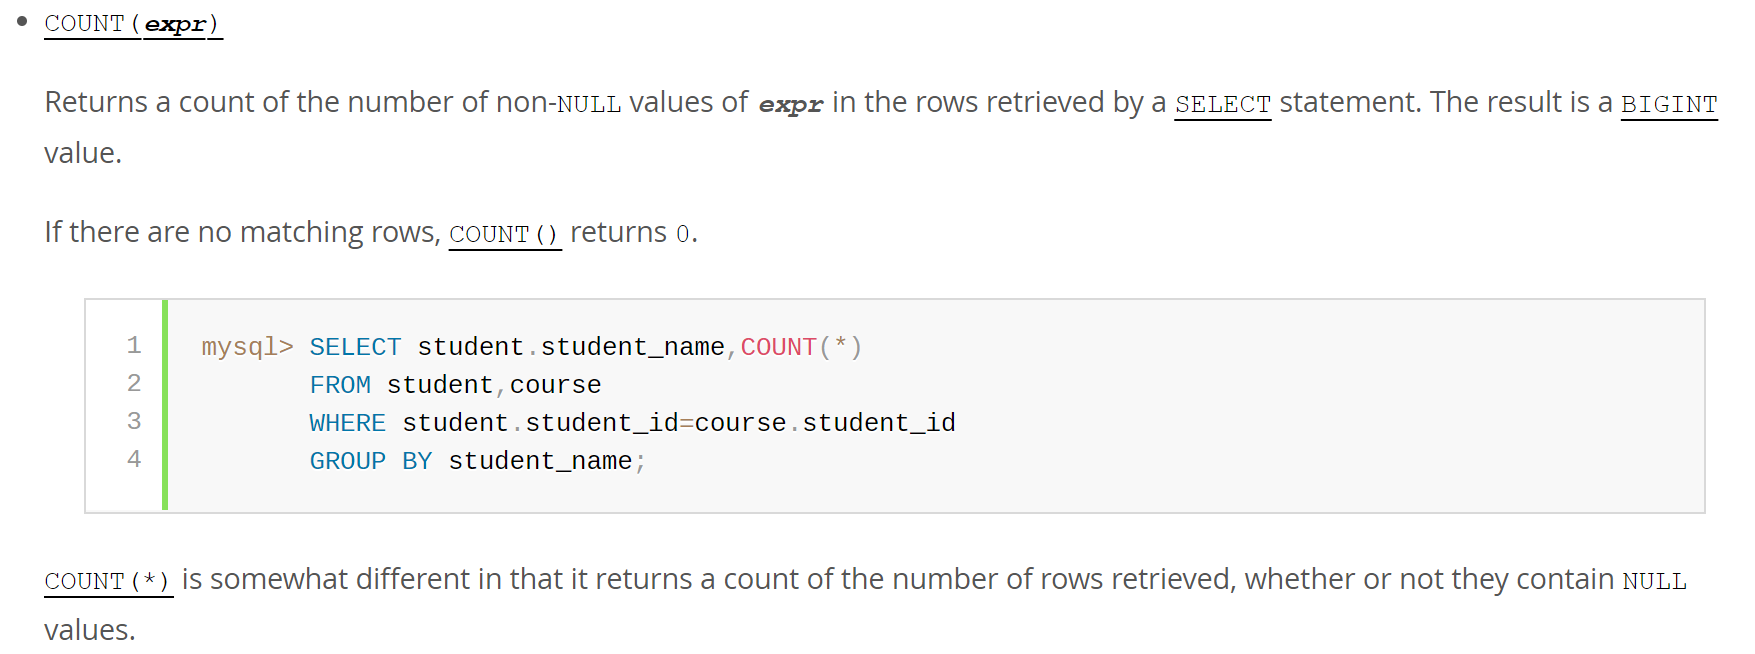 • COUNT(expr)
Returns a count of the number of non-NULL values of expr in the rows retrieved by a SELECT statement. The result is a BIGINT
value.
If there are no matching rows, COUNT() returns 0.
1 mysql> SELECT student.student_name,COUNT(*)
2 FROM student,course
3 WHERE student.student_id=course.student_id
4 GROUP BY student_name;
COUNT(*) is somewhat different in that it returns a count of the number of rows retrieved, whether or not they contain NULL
values.